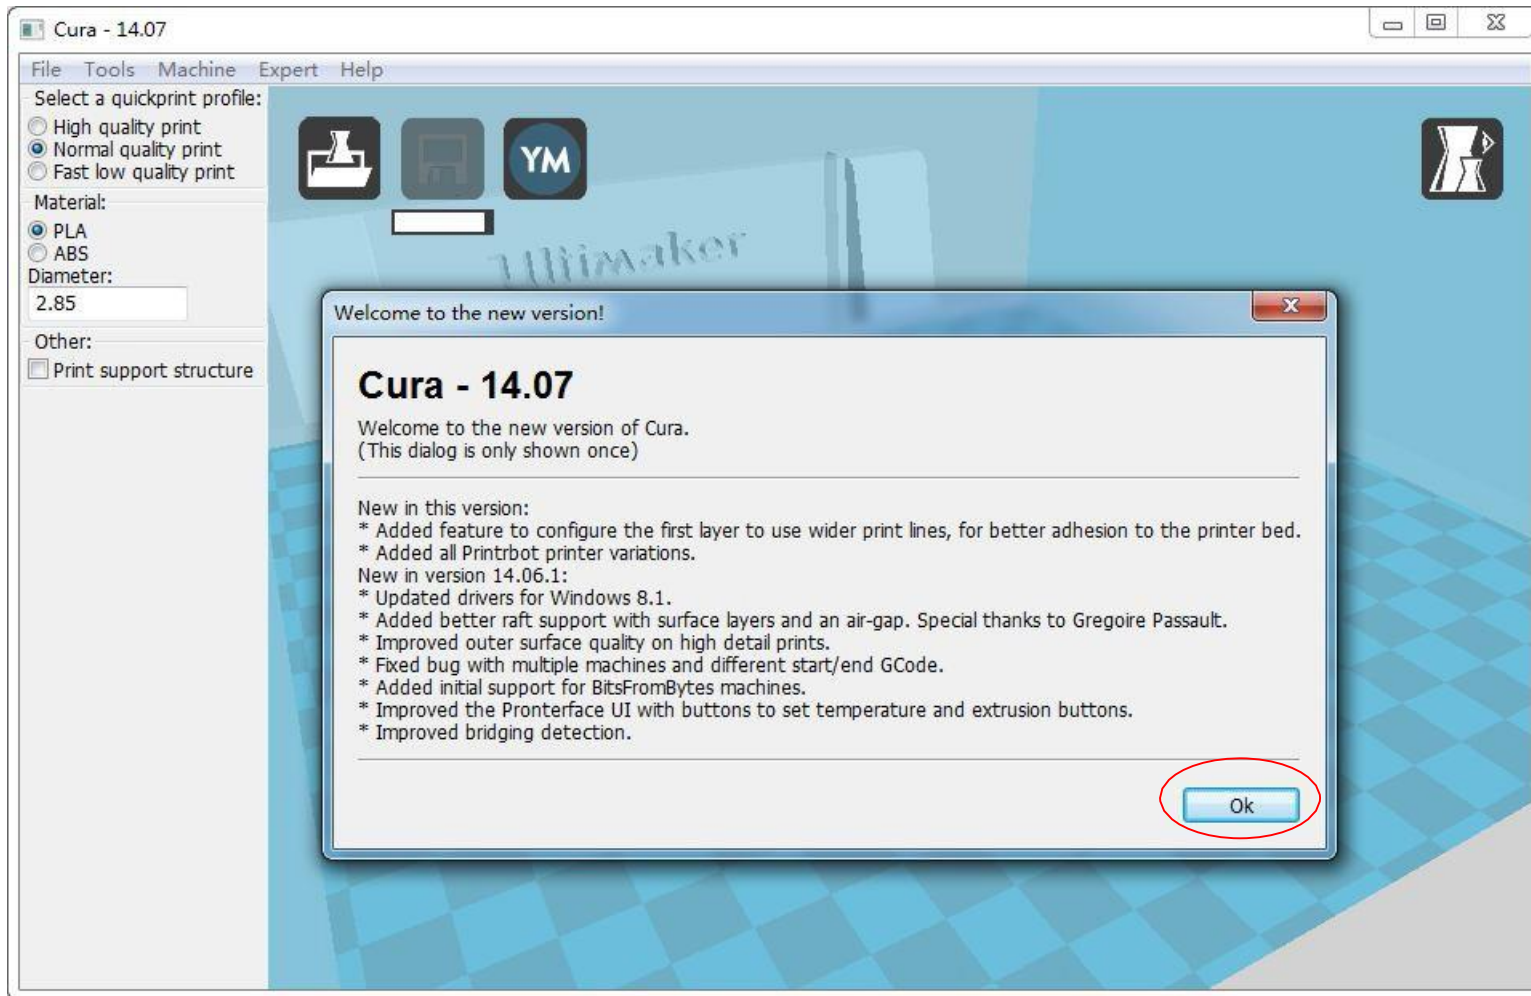 Cura - 14.07
File Tools Machine Expert Help
Select a quickprint profile:
High quality print
Normal quality print
Fast low quality print
Material:
PLA
ABS
Diameter:
2.85
Other:
Print support structure
YM
Ultimaker
Welcome to the new version!
Cura - 14.07
Welcome to the new version of Cura.
(This dialog is only shown once)
New in this version:
* Added feature to configure the first layer to use wider print lines, for better adhesion to the printer bed.
* Added all Printrbot printer variations.
New in version 14.06.1:
* Updated drivers for Windows 8.1.
* Added better raft support with surface layers and an air-gap. Special thanks to Gregoire Passault.
* Improved outer surface quality on high detail prints.
* Fixed bug with multiple machines and different start/end GCode.
* Added initial support for BitsFromBytes machines.
* Improved the Pronterface UI with buttons to set temperature and extrusion buttons.
* Improved bridging detection.
Ok